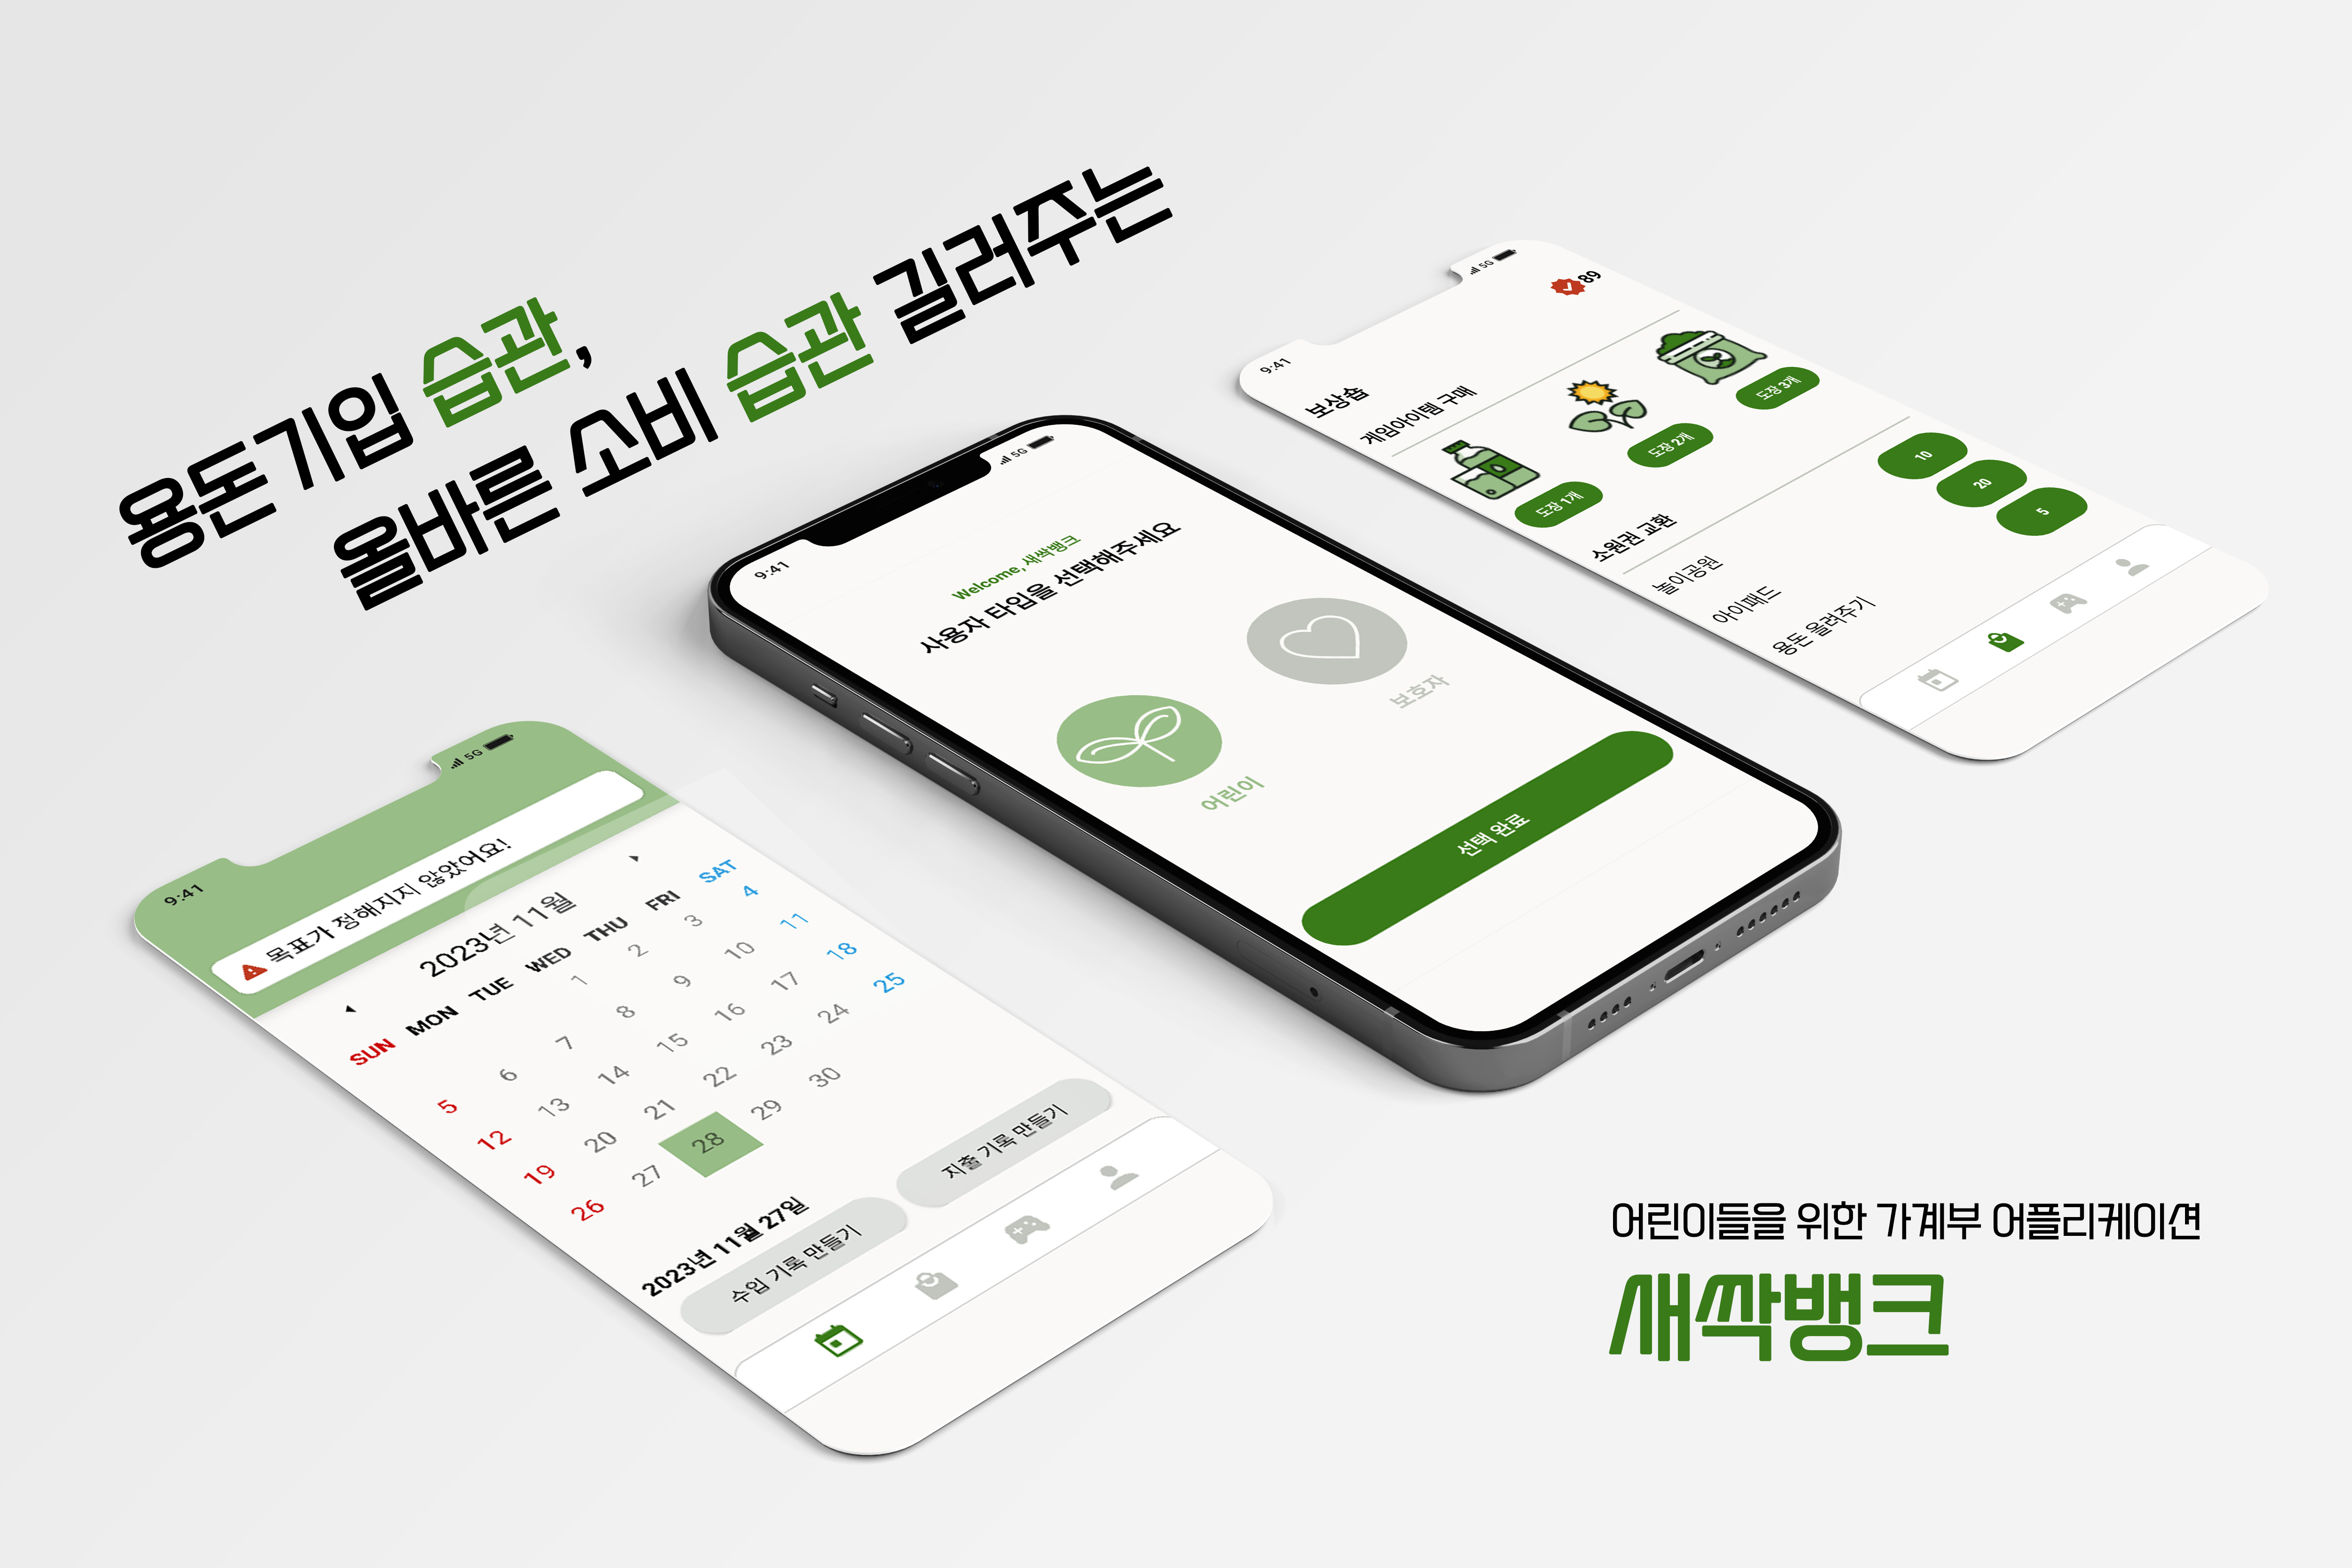 용돈기입 습관,
올바른 소비 습관 길러주는
9:41
5G
보상숍
89
게임아이템 구매
도장 1개
도장 2개
도장 3개
소원권 교환
놀이공원
10
아이패드
20
용돈 올려주기
5
9:41
5G
Welcome, 새싹뱅크
사용자 타입을 선택해주세요
어린이
보호자
선택 완료
9:41
5G
목표가 정해지지 않았어요!
2023년 11월
SUN MON TUE WED THU FRI SAT
1 2 3 4
5 6 7 8 9 10 11
12 13 14 15 16 17 18
19 20 21 22 23 24 25
26 27 28 29 30
2023년 11월 27일
수입 기록 만들기
지출 기록 만들기
어린이들을 위한 가계부 어플리케이션
새싹뱅크